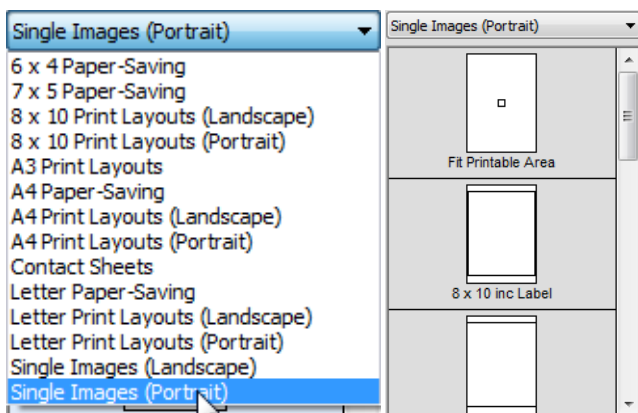 Single Images (Portrait)
6 x 4 Paper-Saving
7 x 5 Paper-Saving
8 x 10 Print Layouts (Landscape)
8 x 10 Print Layouts (Portrait)
A3 Print Layouts
A4 Paper-Saving
A4 Print Layouts (Landscape)
A4 Print Layouts (Portrait)
Contact Sheets
Letter Paper-Saving
Letter Print Layouts (Landscape)
Letter Print Layouts (Portrait)
Single Images (Landscape)
Single Images (Portrait)
Single Images (Portrait)
Fit Printable Area
8 x 10 inc Label